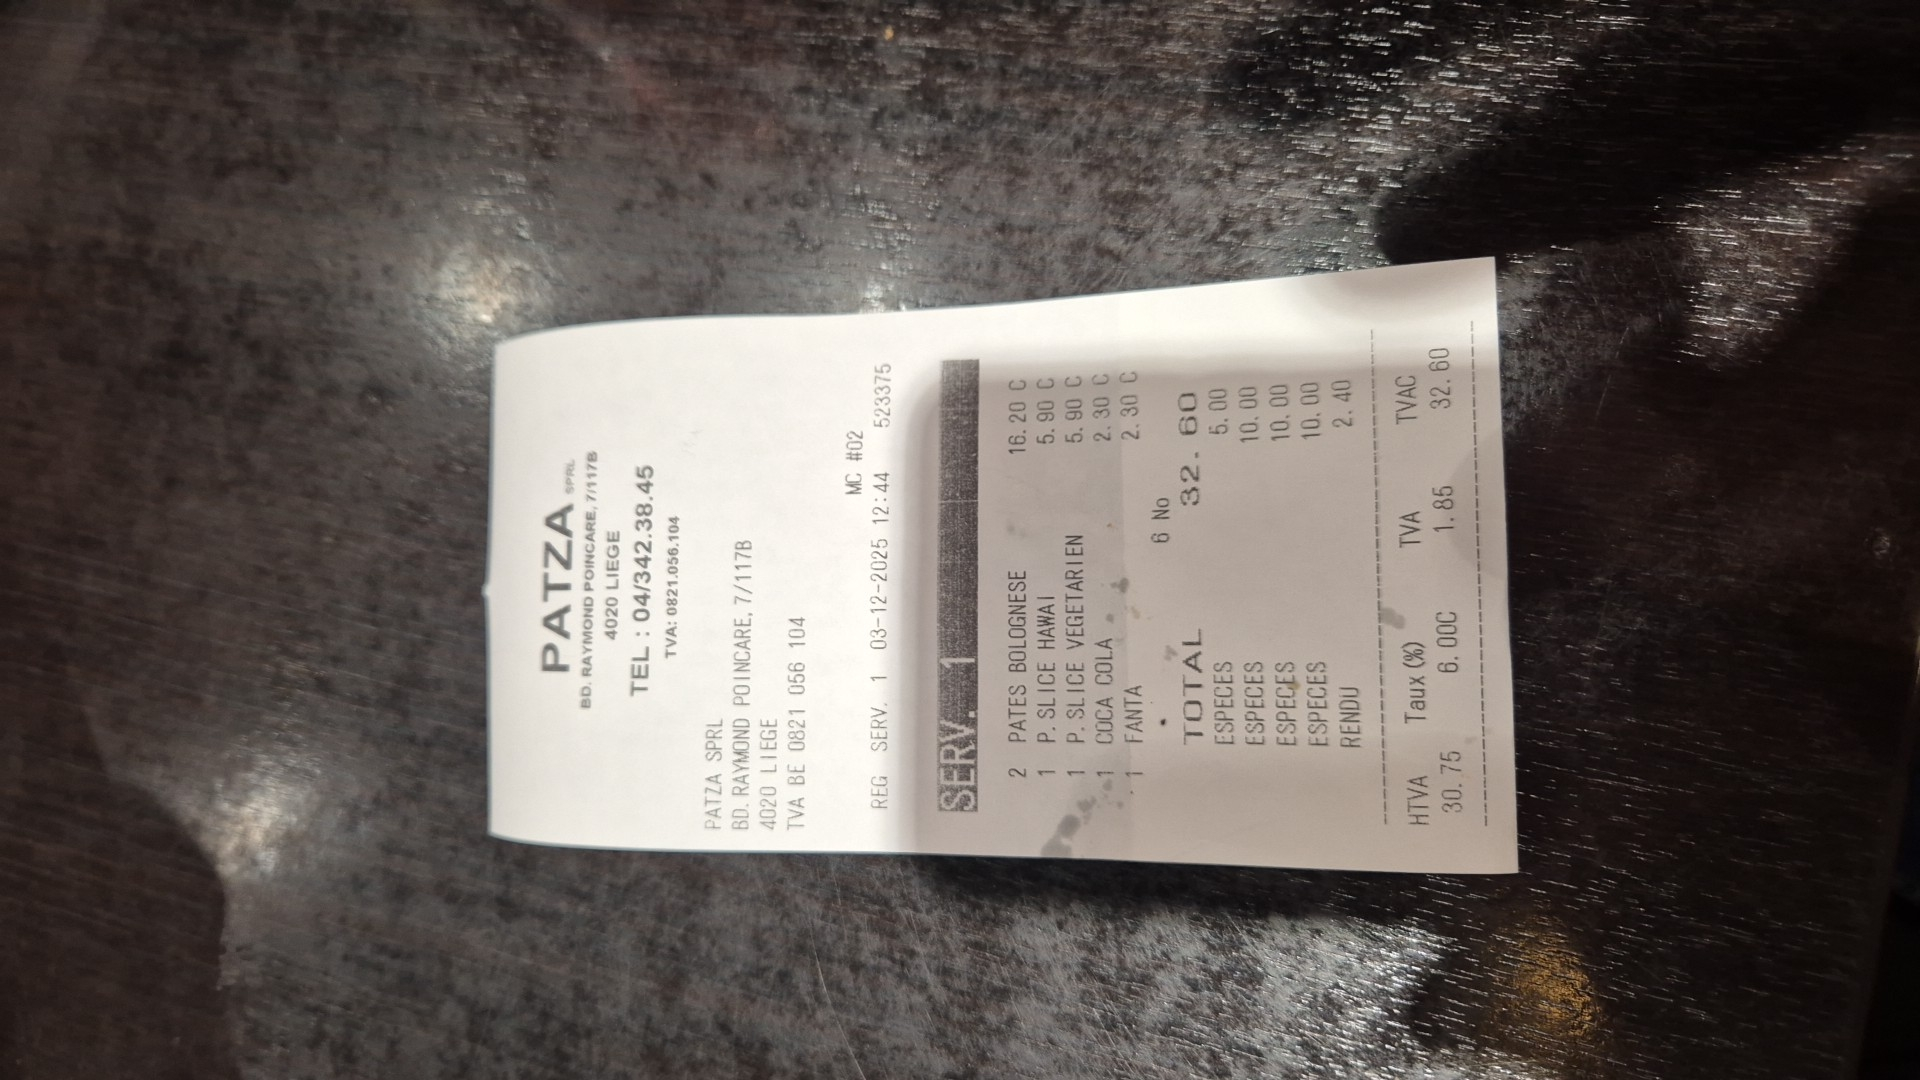 PATZA SPRL
BD. RAYMOND POINCARE, 7/117B
4020 LIEGE
TEL : 04/342.38.45
TVA: 0821.056.104
PATZA SPRL
BD. RAYMOND POINCARE, 7/117B
4020 LIEGE
TVA BE 0821 056 104
MC #02
REG SERV. 1 03-12-2025 12:44 523375
SERV. 1
2 PATES BOLOGNESE 16.20 C
1 P. SLICE HAWAI 5.90 C
1 P. SLICE VEGETARIEN 5.90 C
1 COCA COLA 2.30 C
1 FANTA 2.30 C
6 No
TOTAL 32.60
ESPECES 5.00
ESPECES 10.00
ESPECES 10.00
ESPECES 10.00
RENDU 2.40
HTVA Taux (%) TVA TVAC
30.75 6.00C 1.85 32.60